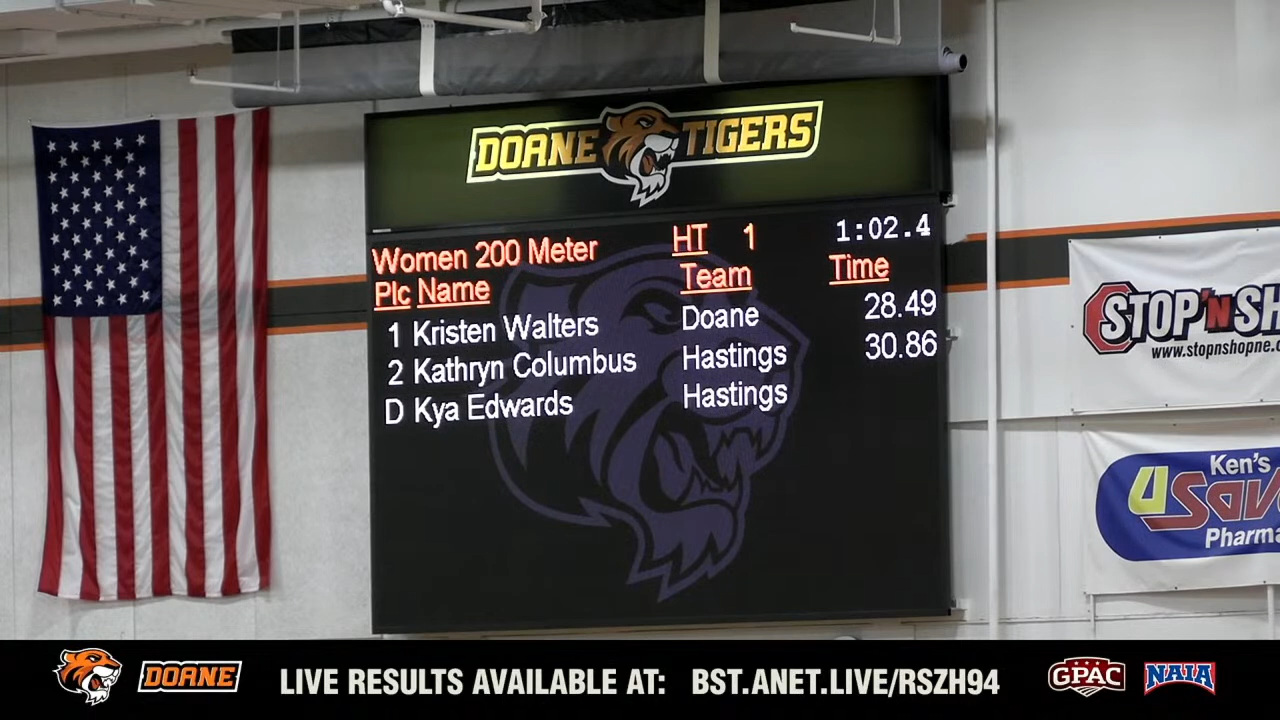 DOANE TIGERS
Women 200 Meter HT 1 1:02.4
Plc Name Team Time
1 Kristen Walters Doane 28.49
2 Kathryn Columbus Hastings 30.86
D Kya Edwards Hastings
STOP'N SH
www.stopnshopne.c
Ken's
U Sav
Pharma
DOANE LIVE RESULTS AVAILABLE AT: BST.ANET.LIVE/RSZH94 GPAC NAIA